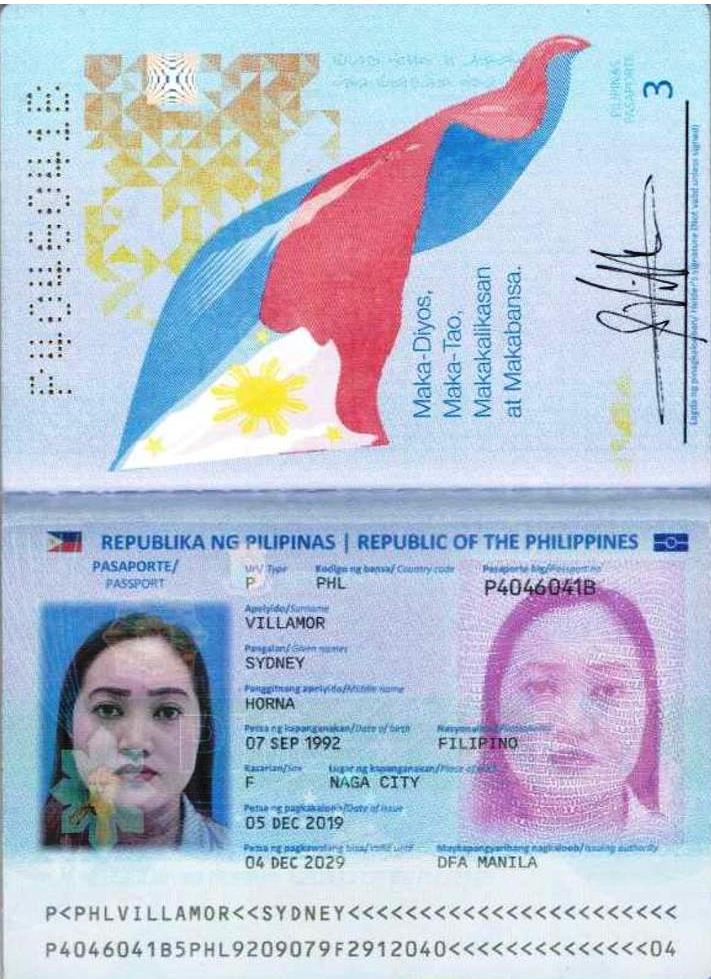 P4046041B
PILIPINAS
PASAPORTE
3
Maka-Diyos,
Maka-Tao,
Makakalikasan
at Makabansa.
Lagda ng pinagkalooban/ Holder's signature (Not valid unless signed)
REPUBLIKA NG PILIPINAS | REPUBLIC OF THE PHILIPPINES
PASAPORTE/
PASSPORT
Uri/ Type Kodigo ng bansa/ Country code Pasaporte blg/Passport no
P PHL P4046041B
Apelyido/Surname
VILLAMOR
Pangalan/ Given names
SYDNEY
Panggitnang apelyido/Middle name
HORNA
Petsa ng kapanganakan/Date of birth Nasyonalidad/Nationality
07 SEP 1992 FILIPINO
Kasarian/Sex Lugar ng kapanganakan/Place of birth
F NAGA CITY
Petsa ng pagkakaloob/Date of issue
05 DEC 2019
Petsa ng pagkawalang bisa/Valid until Maykapangyarihang nagkaloob/Issuing authority
04 DEC 2029 DFA MANILA
P<PHLVILLAMOR<<SYDNEY<<<<<<<<<<<<<<<<<<<<<<<
P4046041B5PHL9209079F2912040<<<<<<<<<<<<<<04